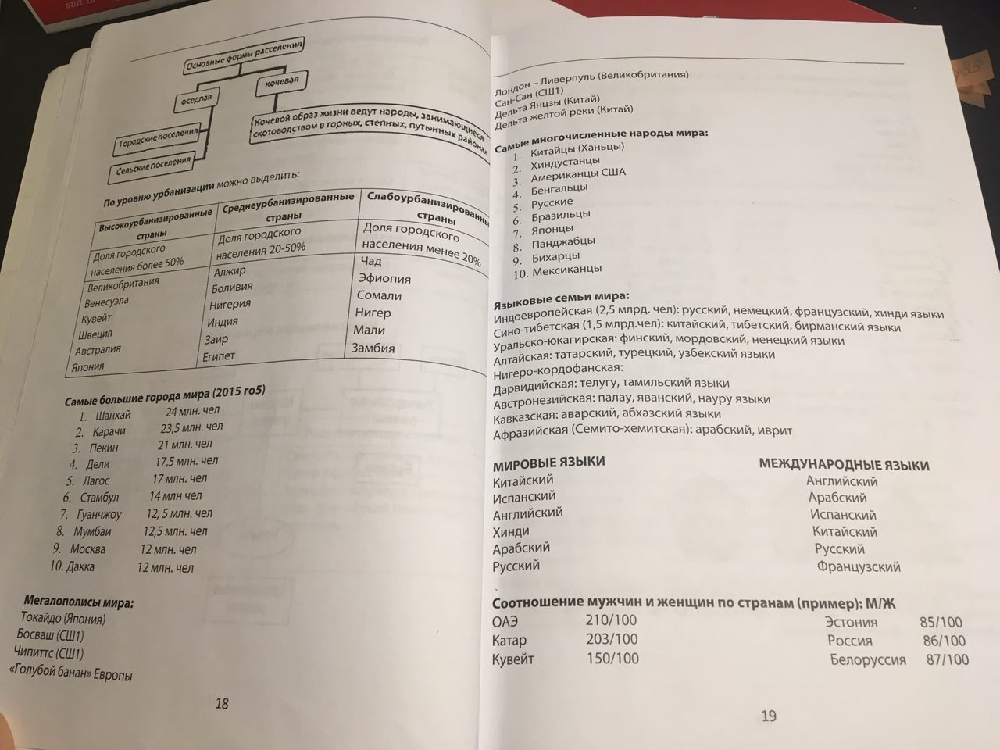 Основные формы расселения
оседлая
кочевая
Городские поселения
Сельские поселения
Кочевой образ жизни ведут народы, занимающиеся
скотоводством в горных, степных, путынных районах
По уровню урбанизации можно выделить:
Высокоурбанизированные страны
Среднеурбанизированные страны
Слабоурбанизированн страны
Доля городского населения более 50%
Доля городского населения 20-50%
Доля городского населения менее 20%
Великобритания
Венесуэла
Кувейт
Швеция
Австралия
Япония
Алжир
Боливия
Нигерия
Индия
Заир
Египет
Чад
Эфиопия
Сомали
Нигер
Мали
Замбия
Самые большие города мира (2015 го5)
1. Шанхай 24 млн. чел
2. Карачи 23,5 млн. чел
3. Пекин 21 млн. чел
4. Дели 17,5 млн. чел
5. Лагос 17 млн. чел
6. Стамбул 14 млн чел
7. Гуанчжоу 12, 5 млн. чел
8. Мумбаи 12,5 млн. чел
9. Москва 12 млн. чел
10. Дакка 12 млн. чел
Мегалополисы мира:
Токайдо (Япония)
Босваш (СШ1)
Чипиттс (СШ1)
«Голубой банан» Европы
18
Лондон – Ливерпуль (Великобритания)
Сан-Сан (СШ1)
Дельта Янцзы (Китай)
Дельта желтой реки (Китай)
Самые многочисленные народы мира:
1. Китайцы (Ханьцы)
2. Хиндустанцы
3. Американцы США
4. Бенгальцы
5. Русские
6. Бразильцы
7. Японцы
8. Панджабцы
9. Бихарцы
10. Мексиканцы
Языковые семьи мира:
Индоевропейская (2,5 млрд. чел): русский, немецкий, французский, хинди языки
Сино-тибетская (1,5 млрд.чел): китайский, тибетский, бирманский языки
Уральско-юкагирская: финский, мордовский, ненецкий языки
Алтайская: татарский, турецкий, узбекский языки
Нигеро-кордофанская:
Дарвидийская: телугу, тамильский языки
Австронезийская: палау, яванский, науру языки
Кавказская: аварский, абхазский языки
Афразийская (Семито-хемитская): арабский, иврит
МИРОВЫЕ ЯЗЫКИ МЕЖДУНАРОДНЫЕ ЯЗЫКИ
Китайский Английский
Испанский Арабский
Английский Испанский
Хинди Китайский
Арабский Русский
Русский Французский
Соотношение мужчин и женщин по странам (пример): М/Ж
ОАЭ 210/100 Эстония 85/100
Катар 203/100 Россия 86/100
Кувейт 150/100 Белоруссия 87/100
19